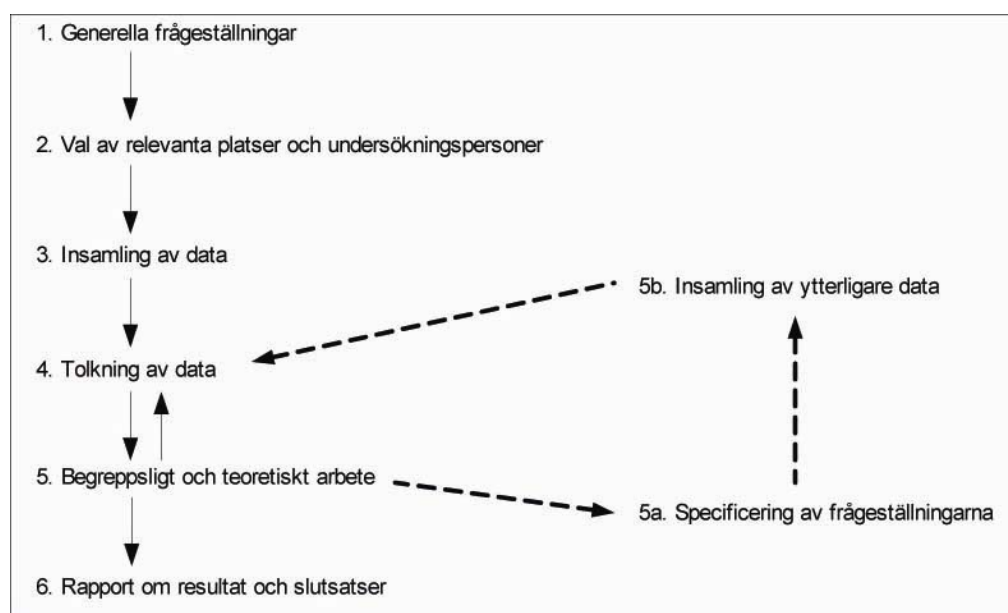 1. Generella frågeställningar
2. Val av relevanta platser och undersökningspersoner
3. Insamling av data
5b. Insamling av ytterligare data
4. Tolkning av data
5. Begreppsligt och teoretiskt arbete
5a. Specificering av frågeställningarna
6. Rapport om resultat och slutsatser